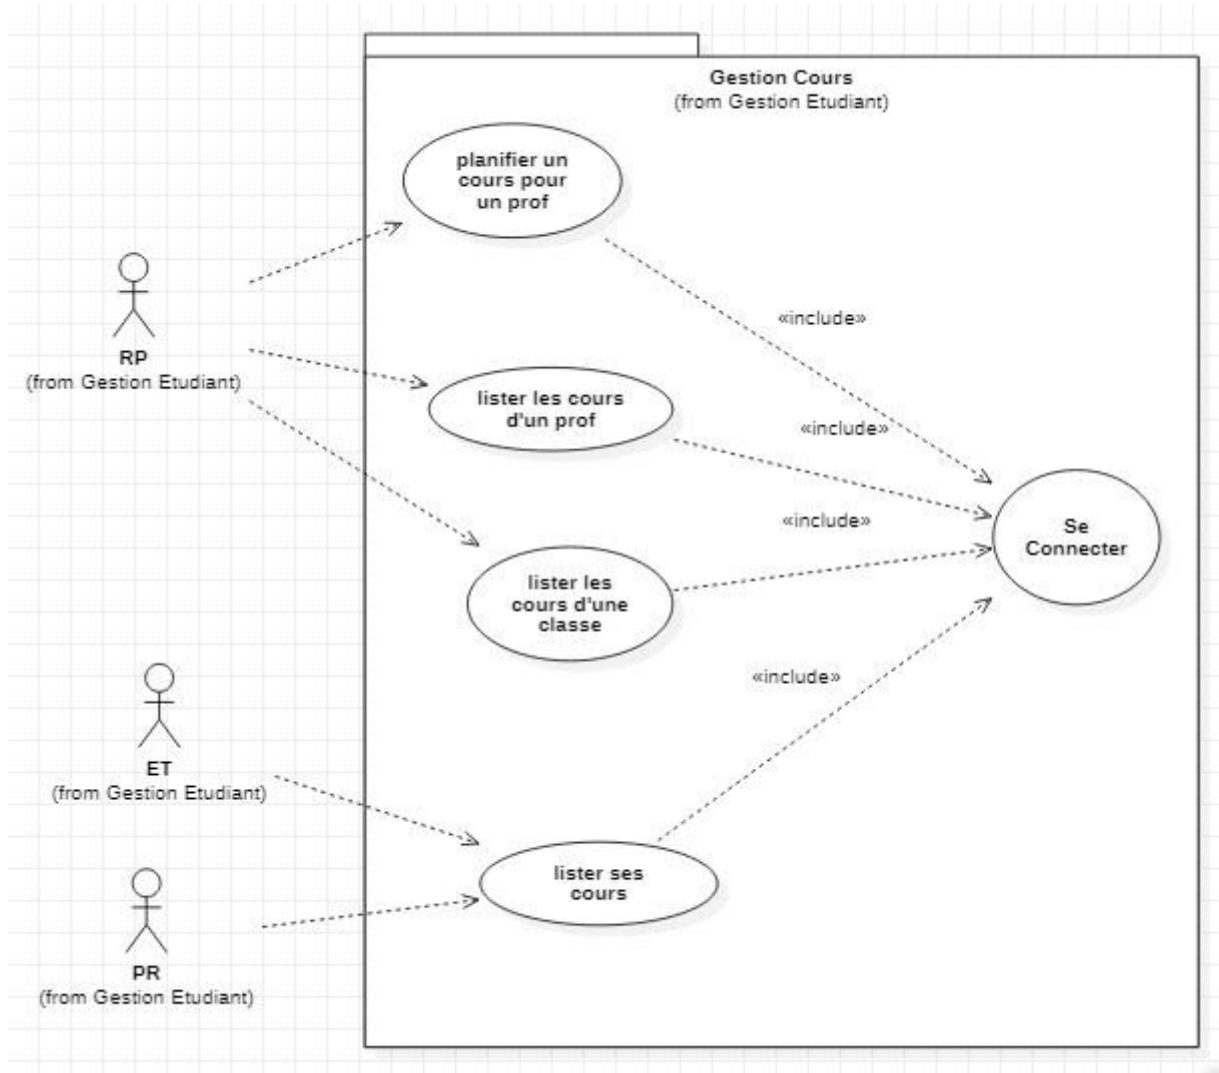 Gestion Cours
(from Gestion Etudiant)
planifier un
cours pour
un prof
«include»
RP
(from Gestion Etudiant)
lister les cours
d'un prof
«include»
«include»
Se
Connecter
lister les
cours d'une
classe
«include»
ET
(from Gestion Etudiant)
lister ses
cours
PR
(from Gestion Etudiant)